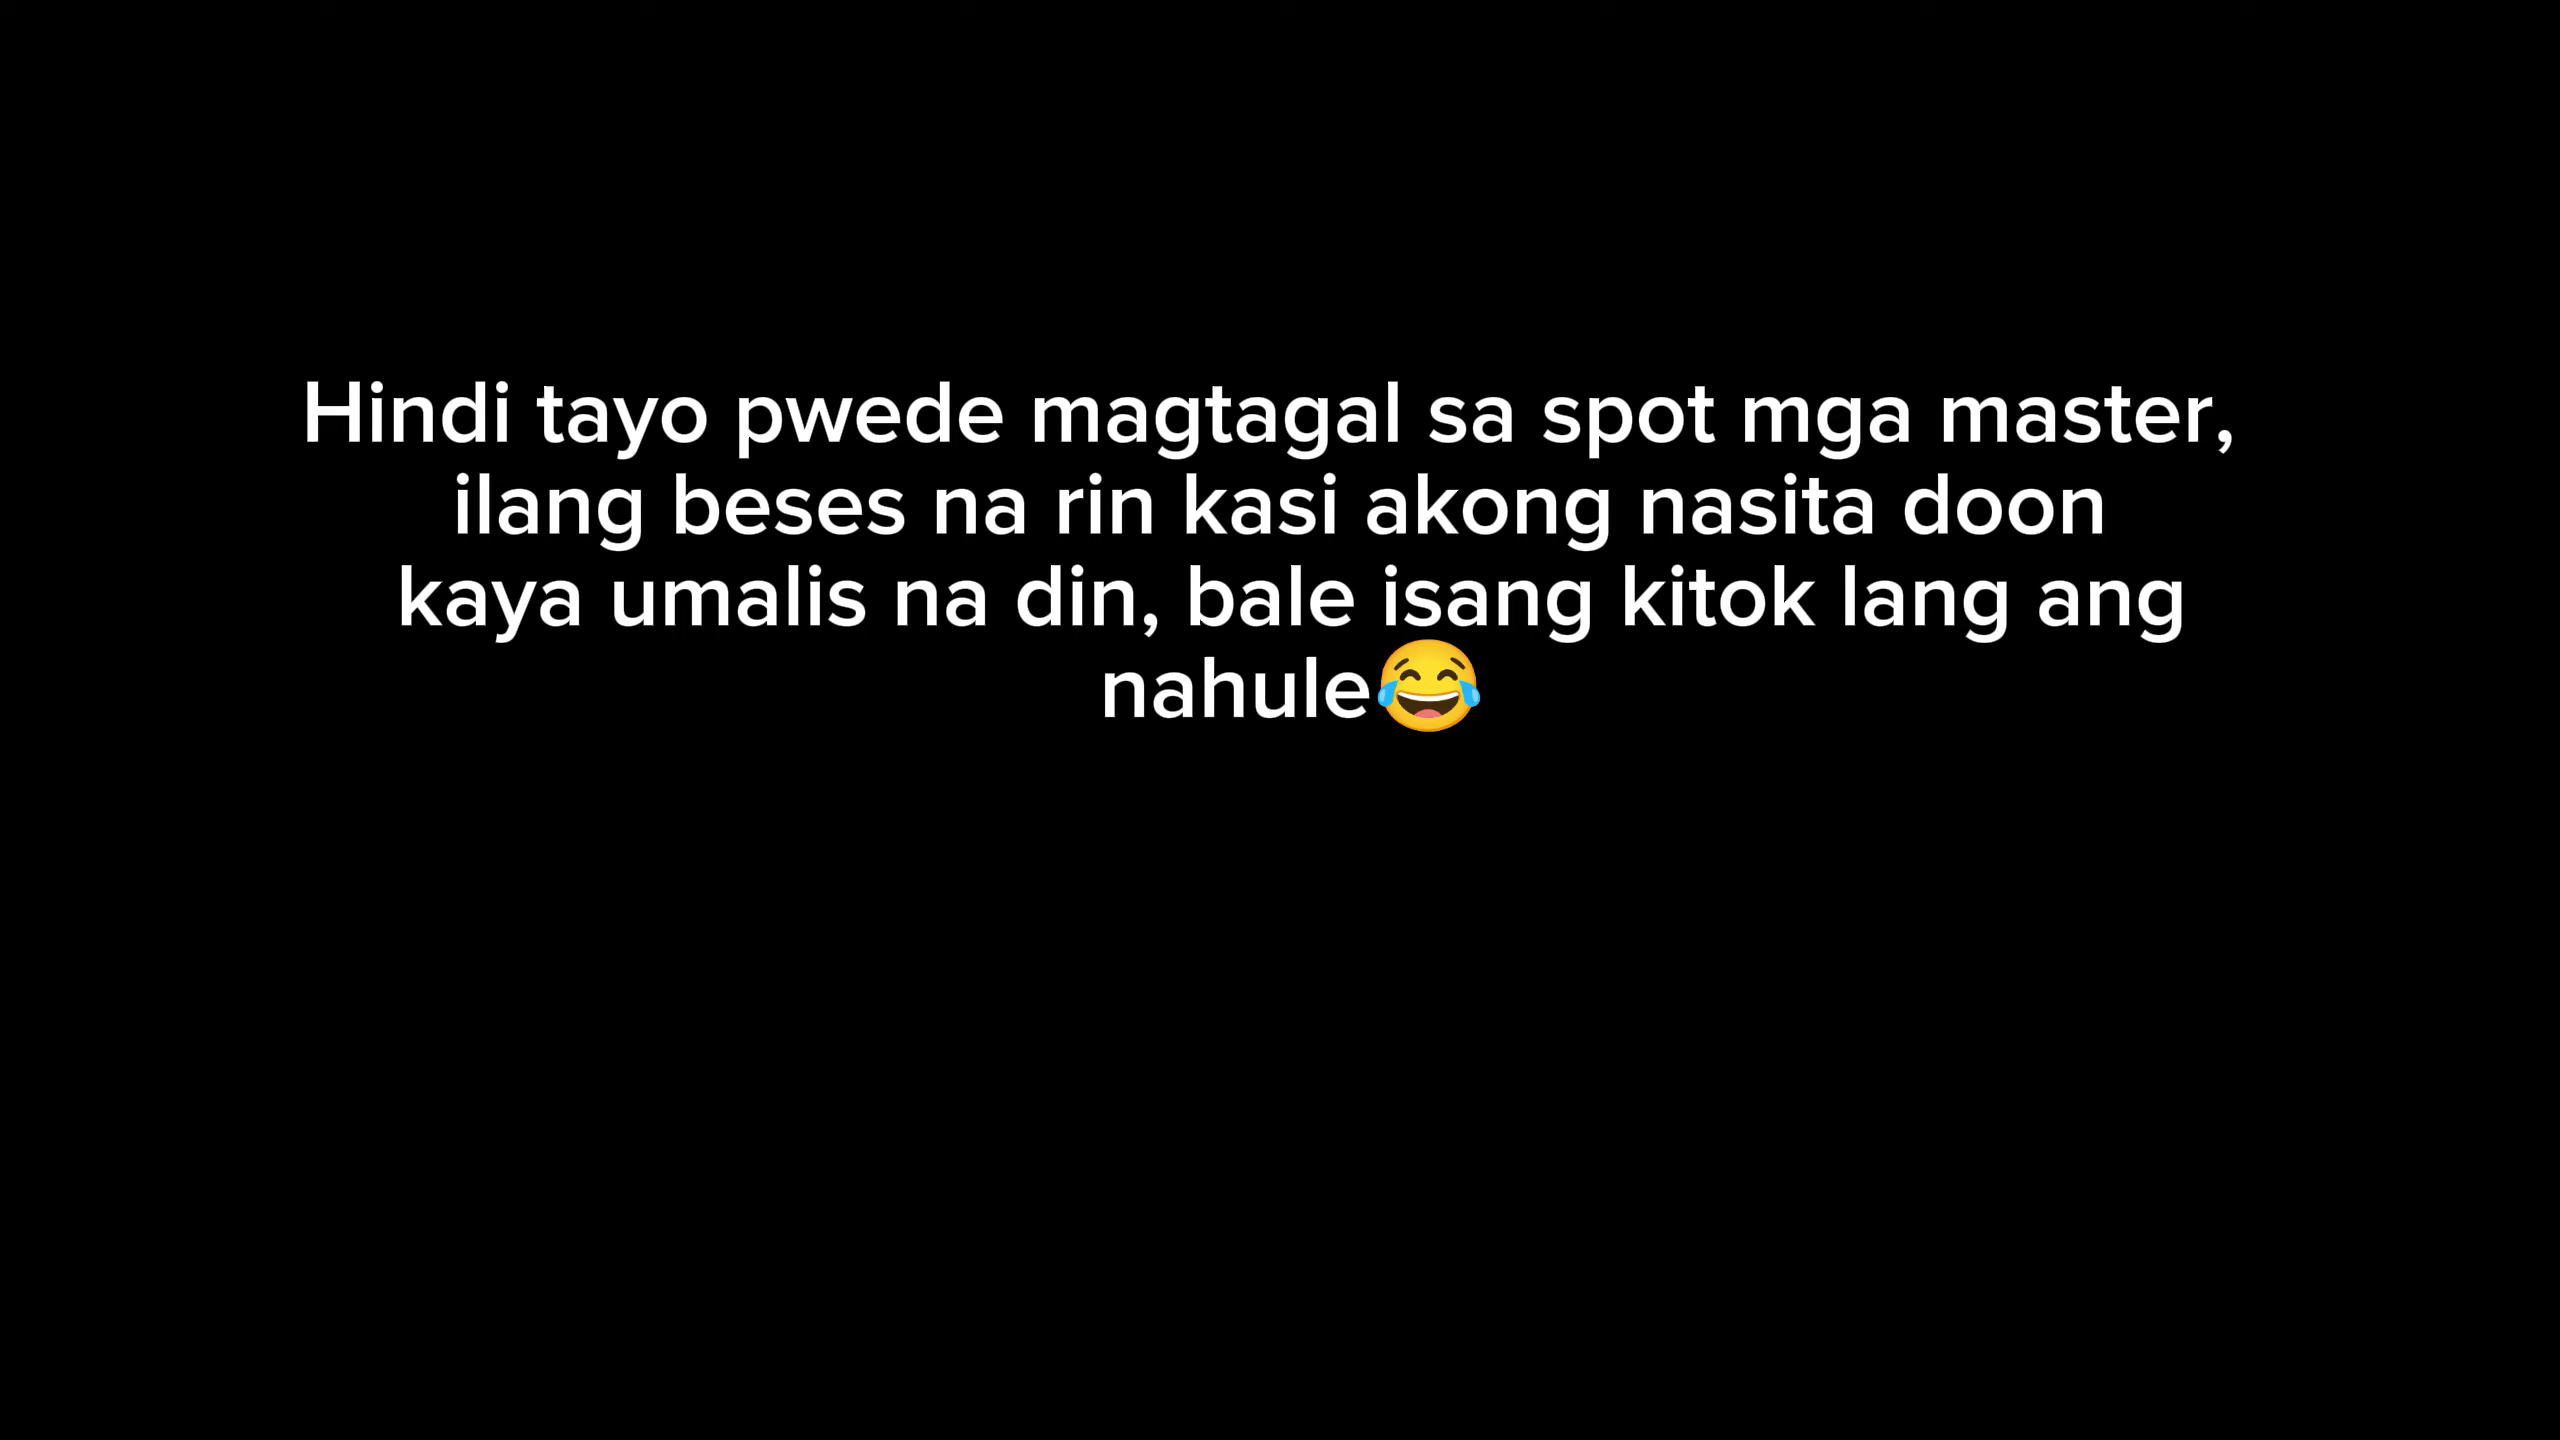 Hindi tayo pwede magtagal sa spot mga master,
ilang beses na rin kasi akong nasita doon
kaya umalis na din, bale isang kitok lang ang
nahule😂